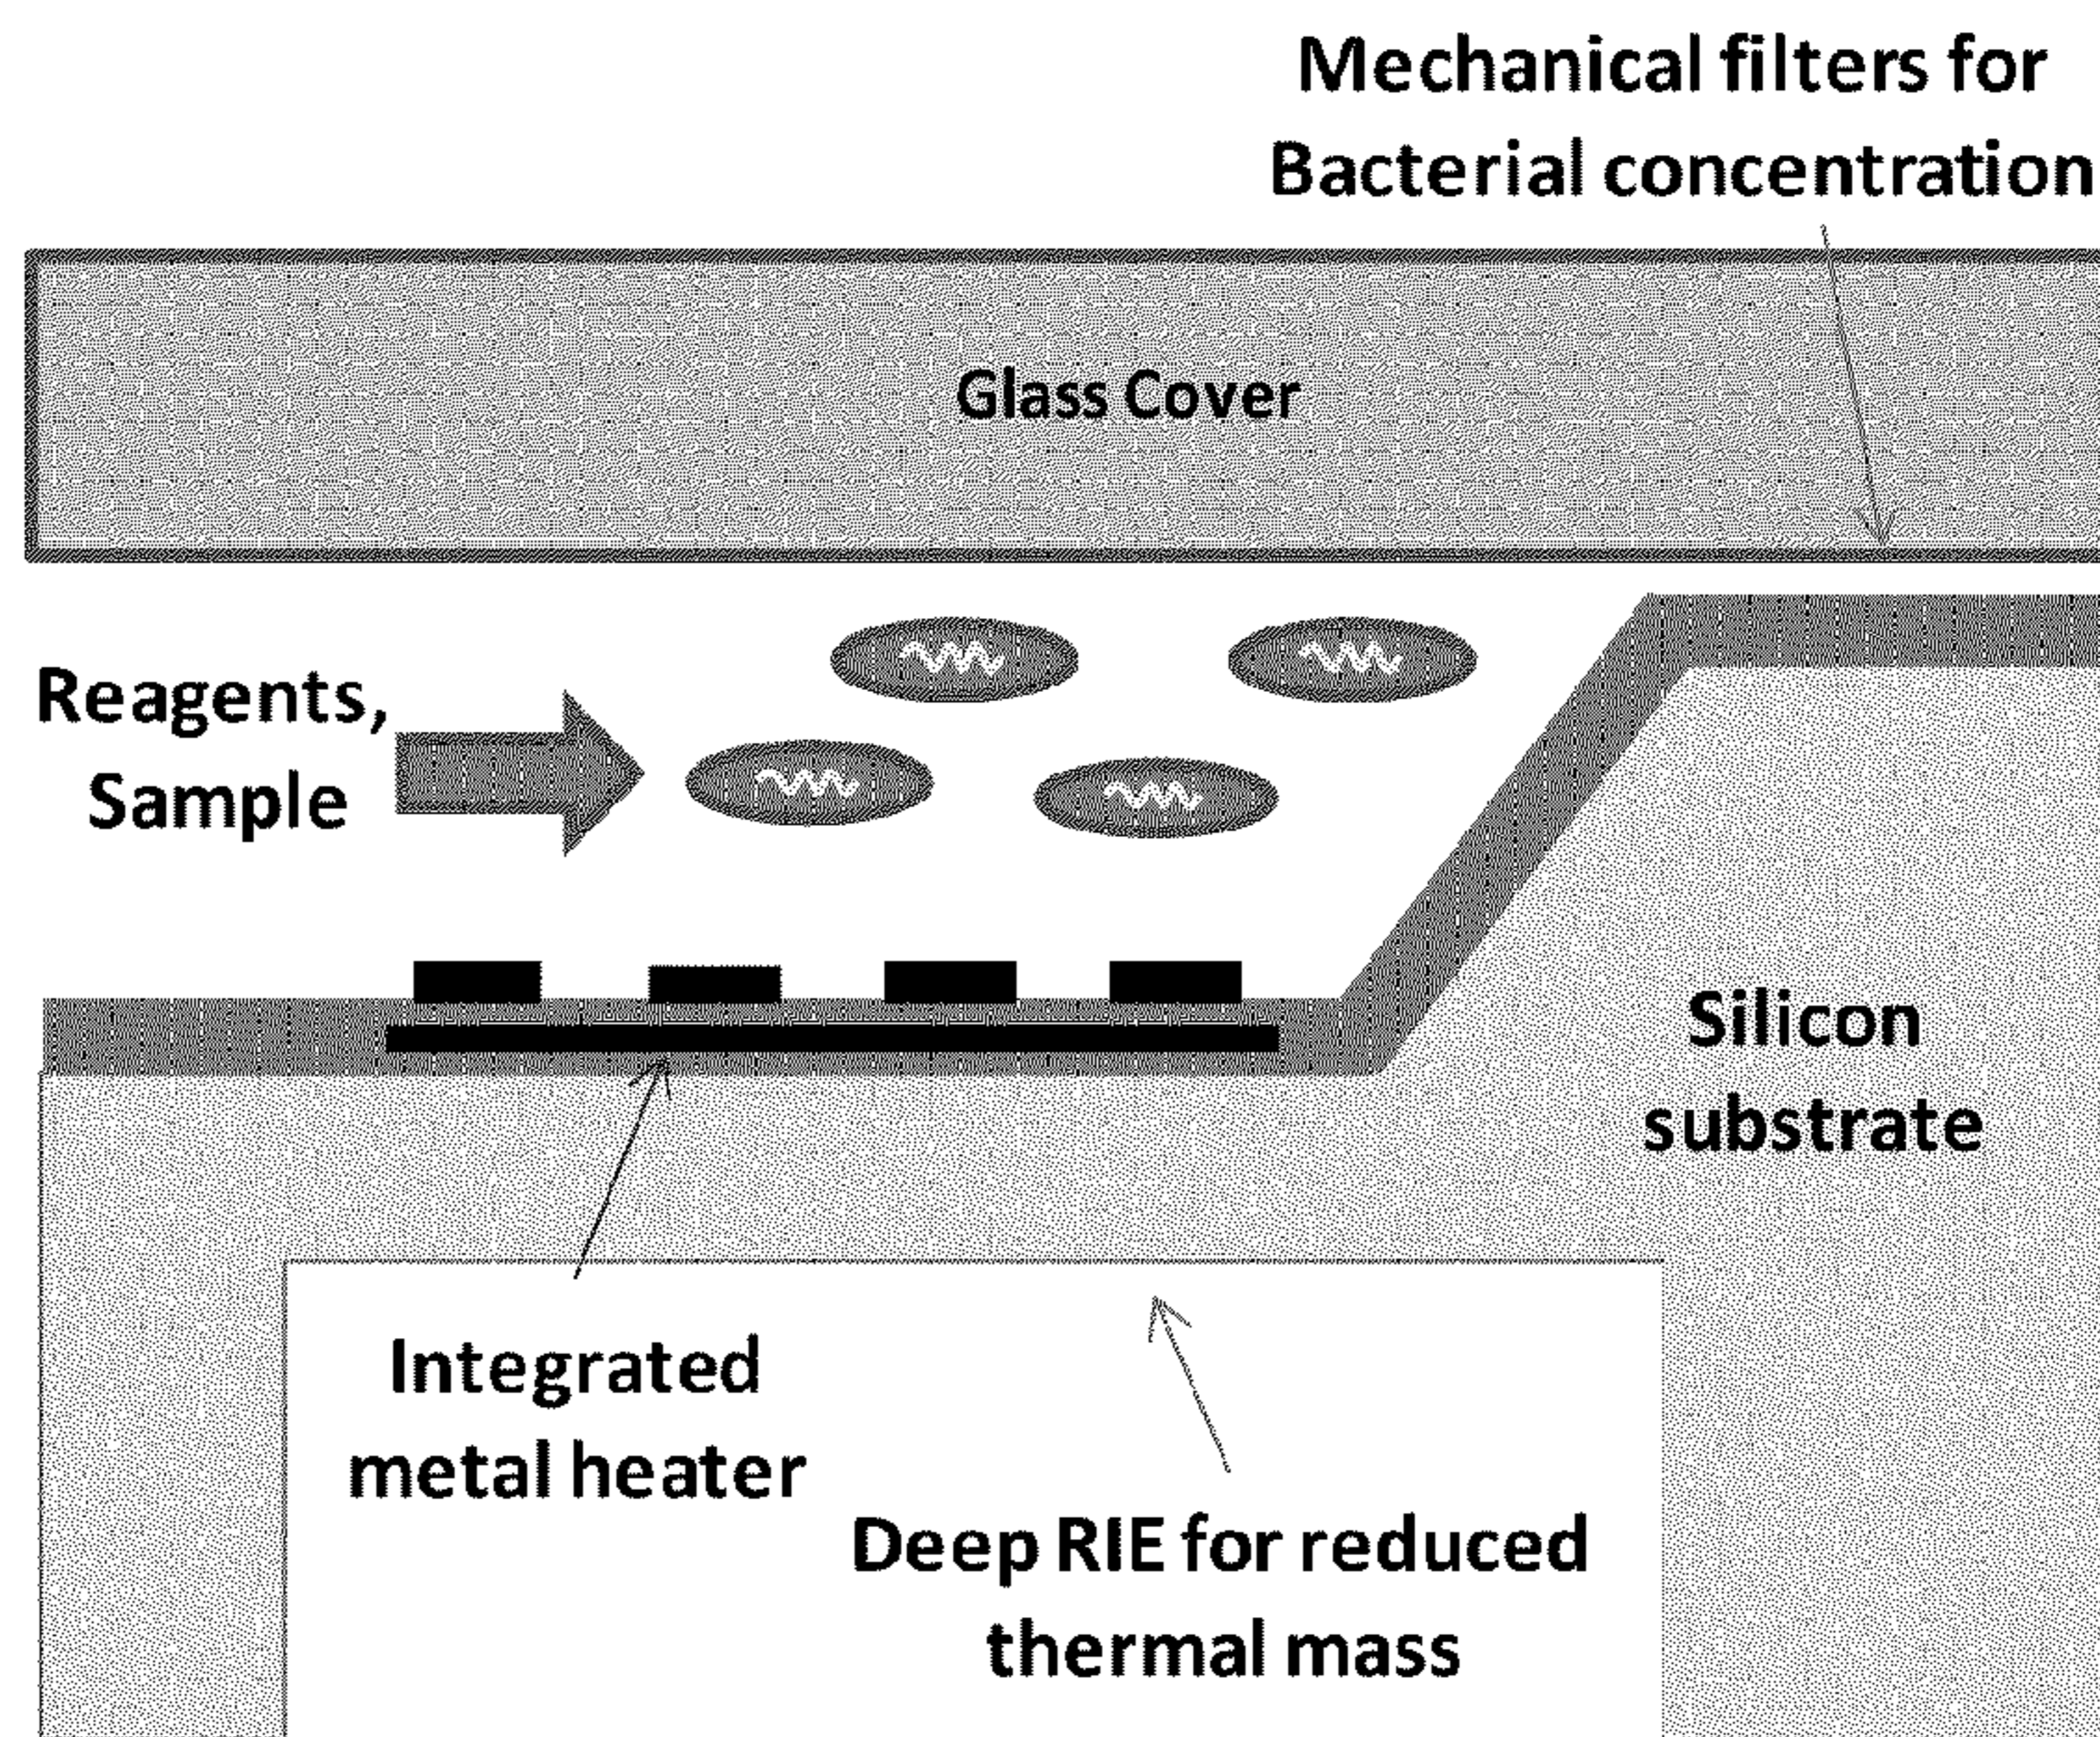 Mechanical filters for
Bacterial concentration
Glass Cover
Reagents,
Sample
Silicon
substrate
Integrated
metal heater
Deep RIE for reduced
thermal mass